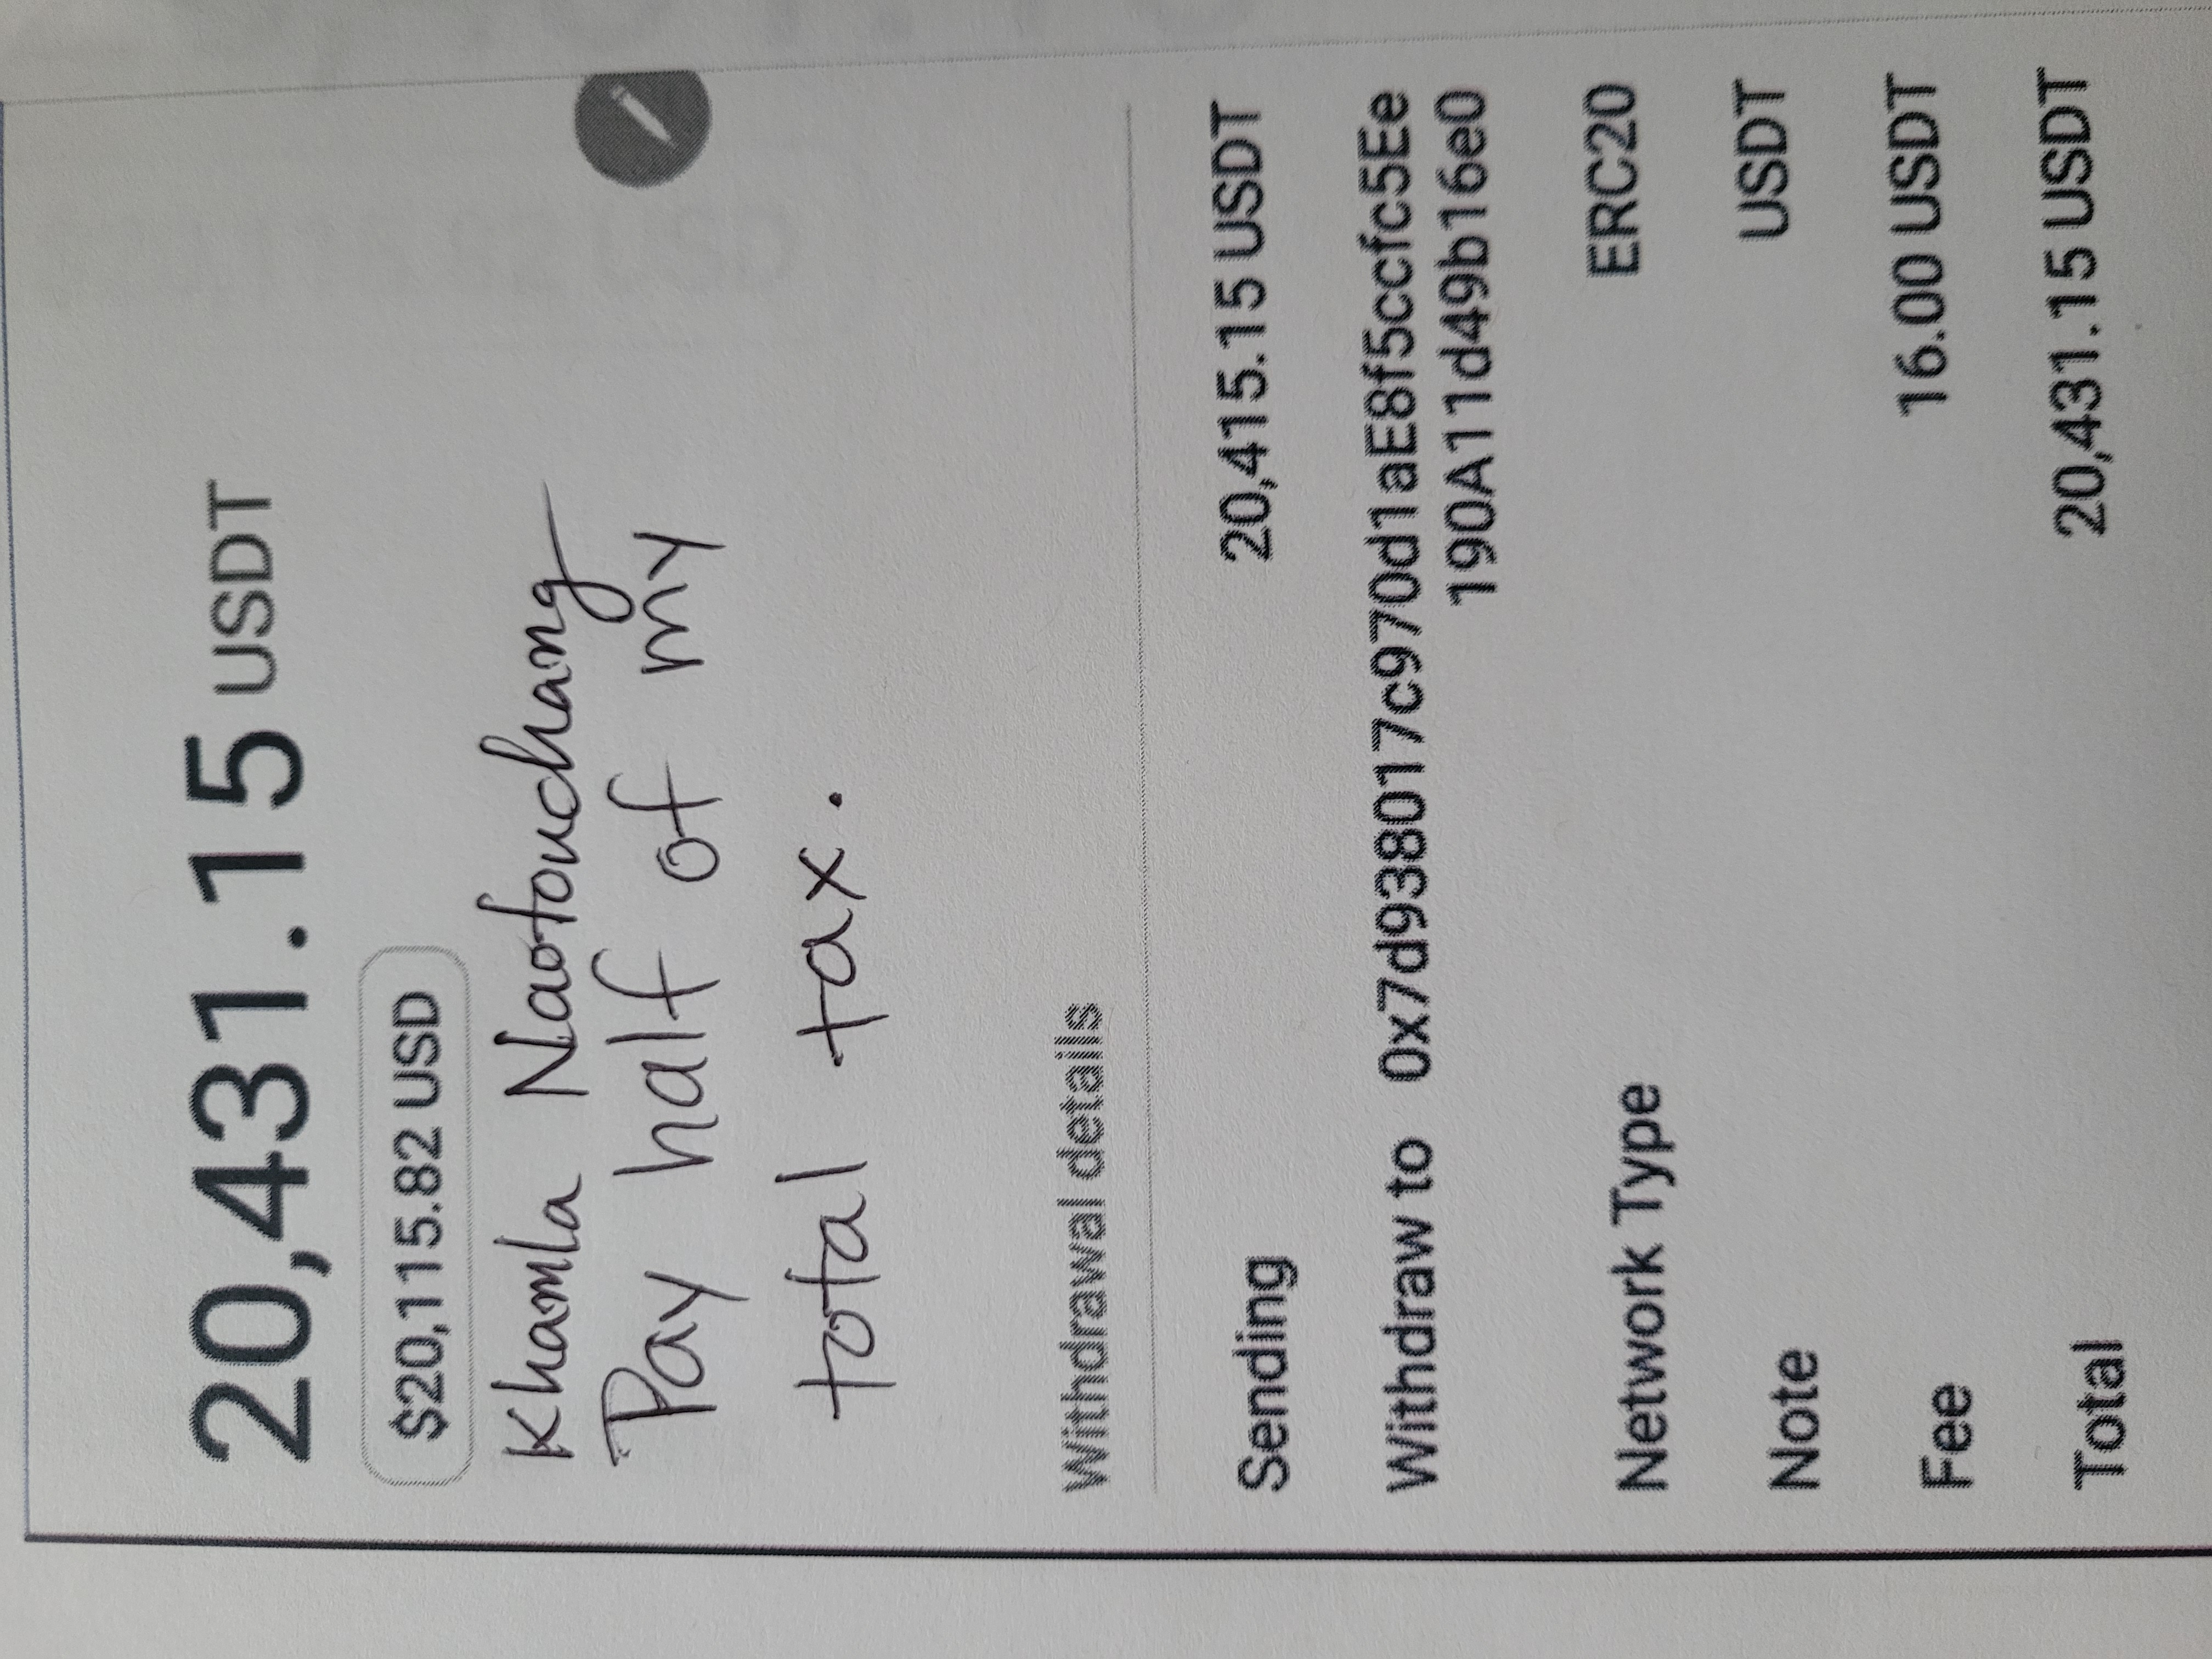 20,431.15 USDT
$20,115.82 USD
Khamla Naotouchang
Pay half of my
total tax.
Withdrawal details
Sending 20,415.15 USDT
Withdraw to 0x7d938017c970d1aE8f5ccfc5Ee
190A11d49b16e0
Network Type ERC20
Note USDT
Fee 16.00 USDT
Total 20,431.15 USDT